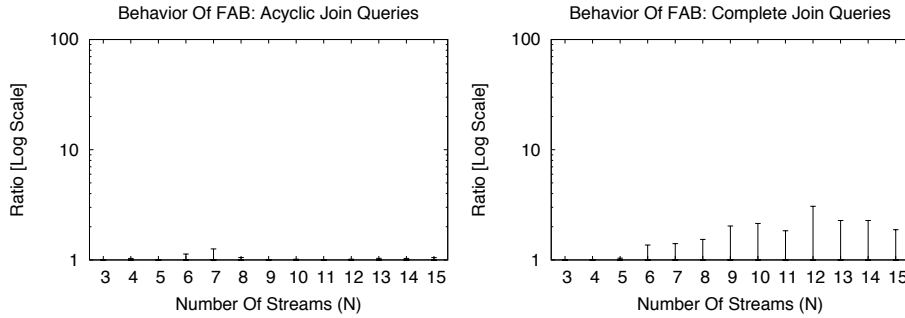 Behavior Of FAB: Acyclic Join Queries
100
10
1
Ratio [Log Scale]
3 4 5 6 7 8 9 10 11 12 13 14 15
Number Of Streams (N)
Behavior Of FAB: Complete Join Queries
100
10
1
Ratio [Log Scale]
3 4 5 6 7 8 9 10 11 12 13 14 15
Number Of Streams (N)